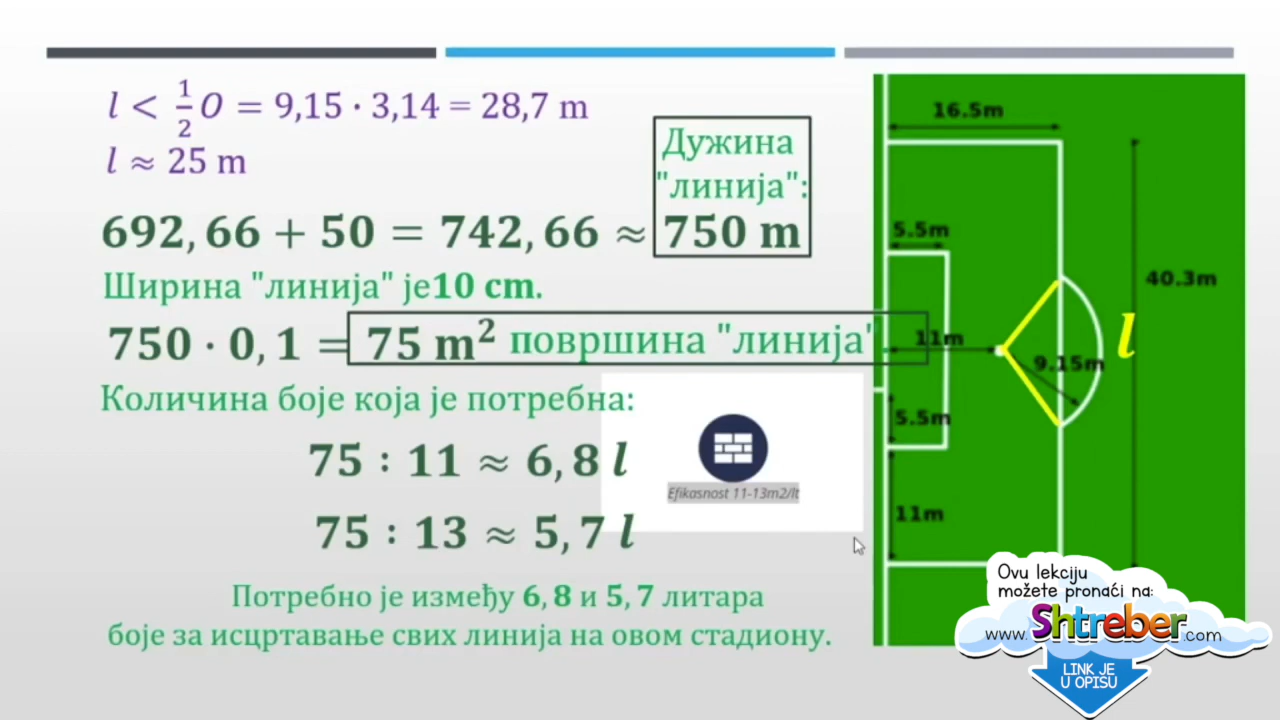 l < 1/2 O = 9,15 · 3,14 = 28,7 m
l ≈ 25 m
Дужина
"линија":
692,66 + 50 = 742,66 ≈ 750 m
Ширина "линија" је10 cm.
750 · 0,1 = 75 m² површина "линија".
Количина боје која је потребна:
75 : 11 ≈ 6,8 l
Efikasnost 11-13m2/lt
75 : 13 ≈ 5,7 l
Потребно је између 6,8 и 5,7 литара
боје за исцртавање свих линија на овом стадиону.
16.5m
5.5m
40.3m
l
11m
9.15m
5.5m
11m
Ovu lekciju
možete pronaći na:
www.Shtreber.com
LINK JE
U OPISU